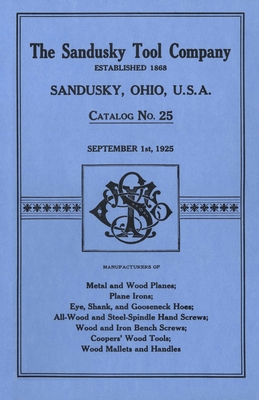 The Sandusky Tool Company
ESTABLISHED 1868
SANDUSKY, OHIO, U.S.A.
CATALOG No. 25
SEPTEMBER 1st, 1925
MANUFACTURERS OF
Metal and Wood Planes;
Plane Irons;
Eye, Shank, and Gooseneck Hoes;
All-Wood and Steel-Spindle Hand Screws;
Wood and Iron Bench Screws;
Coopers' Wood Tools;
Wood Mallets and Handles